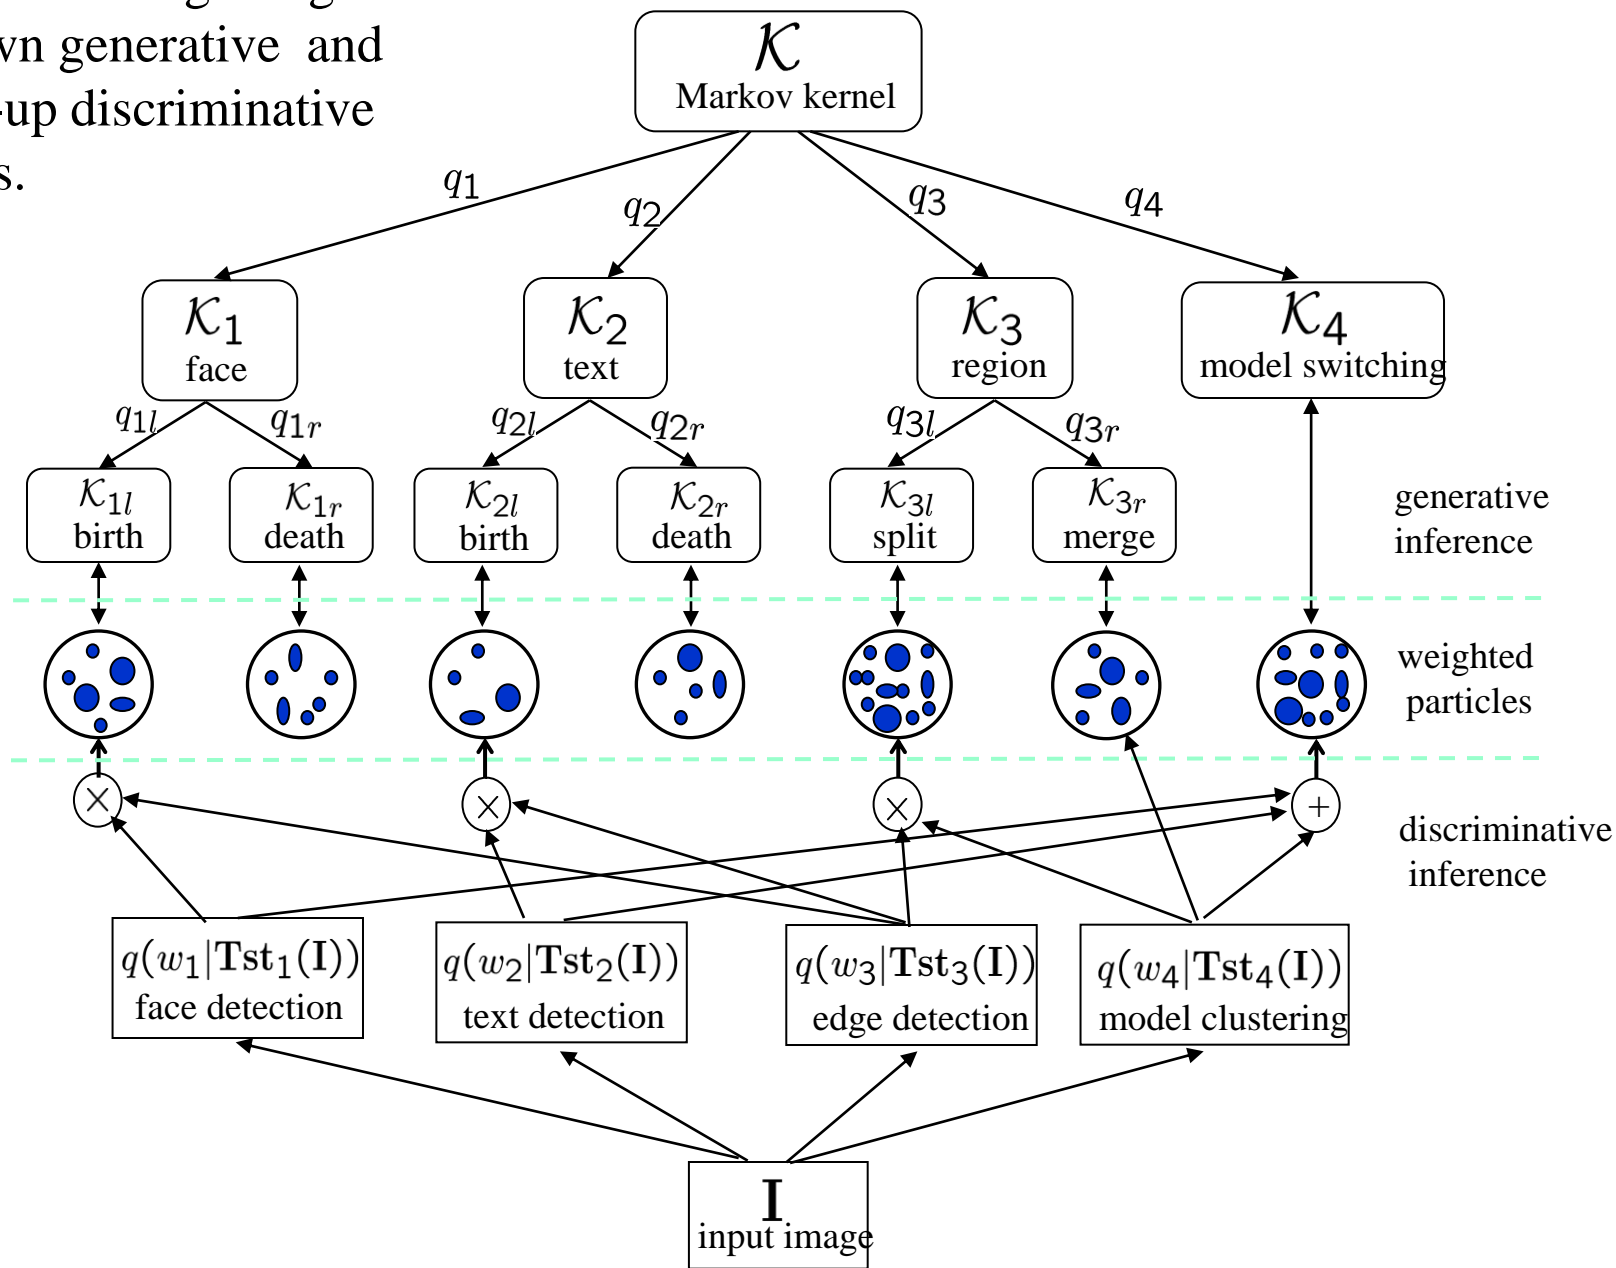 generative and
-up discriminative
s.
𝒦
Markov kernel
q1 q2 q3 q4
𝒦1 𝒦2 𝒦3 𝒦4
face text region model switching
q1l q1r q2l q2r q3l q3r
𝒦1l 𝒦1r 𝒦2l 𝒦2r 𝒦3l 𝒦3r
birth death birth death split merge
generative
inference
weighted
particles
× × × +
discriminative
inference
q(w1|Tst1(I)) q(w2|Tst2(I)) q(w3|Tst3(I)) q(w4|Tst4(I))
face detection text detection edge detection model clustering
I
input image